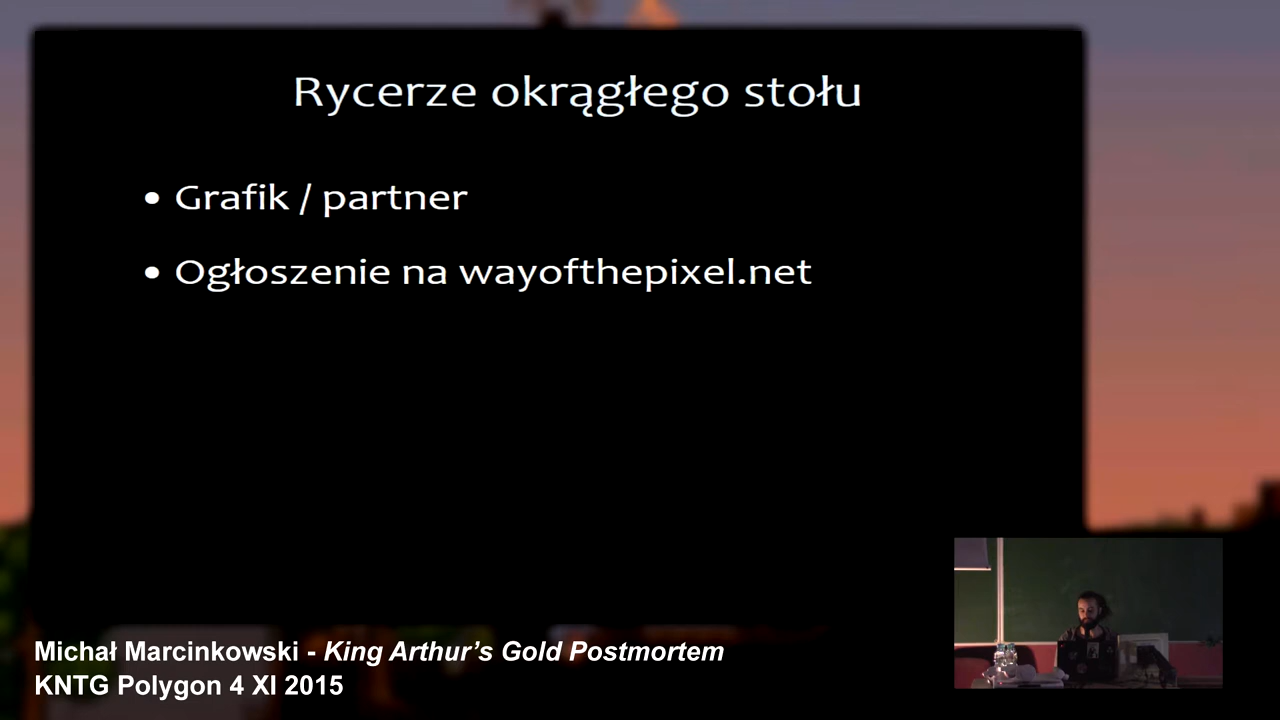 Rycerze okrągłego stołu
• Grafik / partner
• Ogłoszenie na wayofthepixel.net
Michał Marcinkowski - King Arthur's Gold Postmortem
KNTG Polygon 4 XI 2015